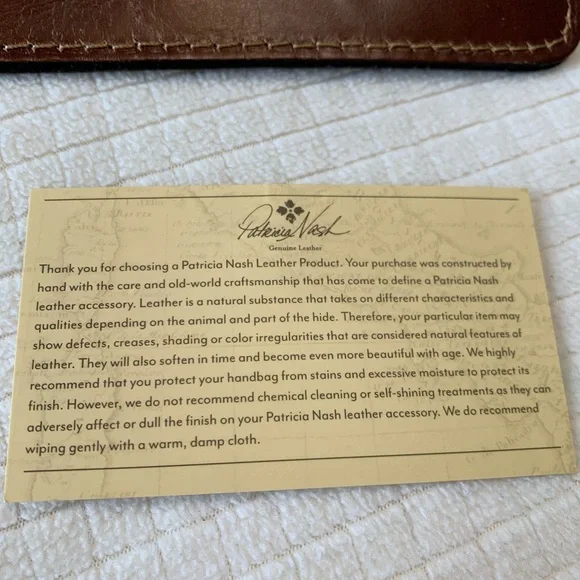 Patricia Nash
Genuine Leather
Thank you for choosing a Patricia Nash Leather Product. Your purchase was constructed by
hand with the care and old-world craftsmanship that has come to define a Patricia Nash
leather accessory. Leather is a natural substance that takes on different characteristics and
qualities depending on the animal and part of the hide. Therefore, your particular item may
show defects, creases, shading or color irregularities that are considered natural features of
leather. They will also soften in time and become even more beautiful with age. We highly
recommend that you protect your handbag from stains and excessive moisture to protect its
finish. However, we do not recommend chemical cleaning or self-shining treatments as they can
adversely affect or dull the finish on your Patricia Nash leather accessory. We do recommend
wiping gently with a warm, damp cloth.